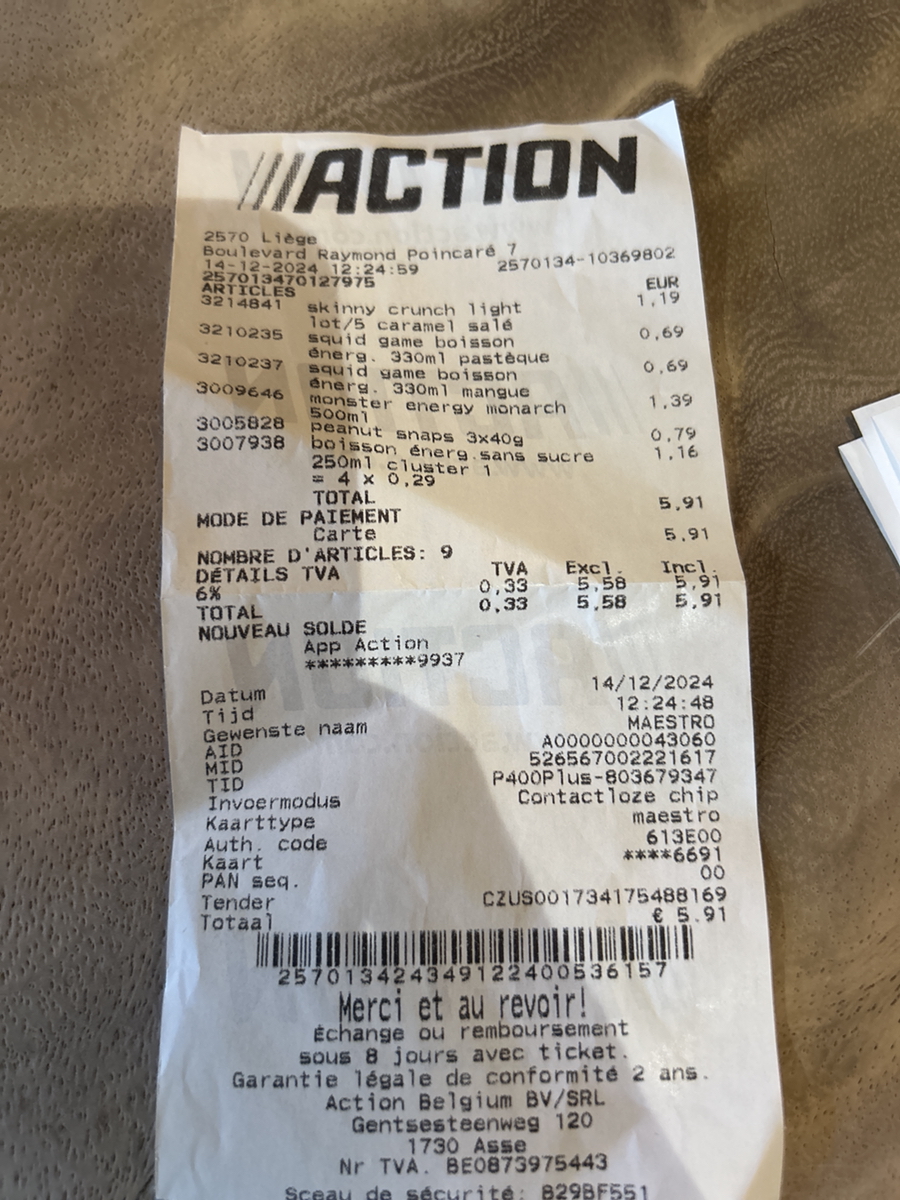 ///ACTION
2570 Liège
Boulevard Raymond Poincaré 7
14-12-2024 12:24:59 2570134-10369802
257013470127975
ARTICLES EUR
3214841 skinny crunch light 1,19
lot/5 caramel salé
3210235 squid game boisson 0,69
énerg. 330ml pastèque
3210237 squid game boisson 0,69
énerg. 330ml mangue
3009646 monster energy monarch 1,39
500ml
3005828 peanut snaps 3x40g 0,79
3007938 boisson énerg.sans sucre 1,16
250ml cluster 1
= 4 x 0,29
TOTAL 5,91
MODE DE PAIEMENT
Carte 5,91
NOMBRE D'ARTICLES: 9
DÉTAILS TVA TVA Excl. Incl.
6% 0,33 5,58 5,91
TOTAL 0,33 5,58 5,91
NOUVEAU SOLDE
App Action
*********9937
Datum 14/12/2024
Tijd 12:24:48
Gewenste naam MAESTRO
AID A0000000043060
MID 526567002221617
TID P400Plus-803679347
Invoermodus Contactloze chip
Kaarttype maestro
Auth. code 613E00
Kaart ****6691
PAN seq. 00
Tender CZUS001734175488169
Totaal € 5.91
257013424349122400536157
Merci et au revoir!
Échange ou remboursement
sous 8 jours avec ticket.
Garantie légale de conformité 2 ans.
Action Belgium BV/SRL
Gentsesteenweg 120
1730 Asse
Nr TVA. BE0873975443
Sceau de sécurité: 829BF551